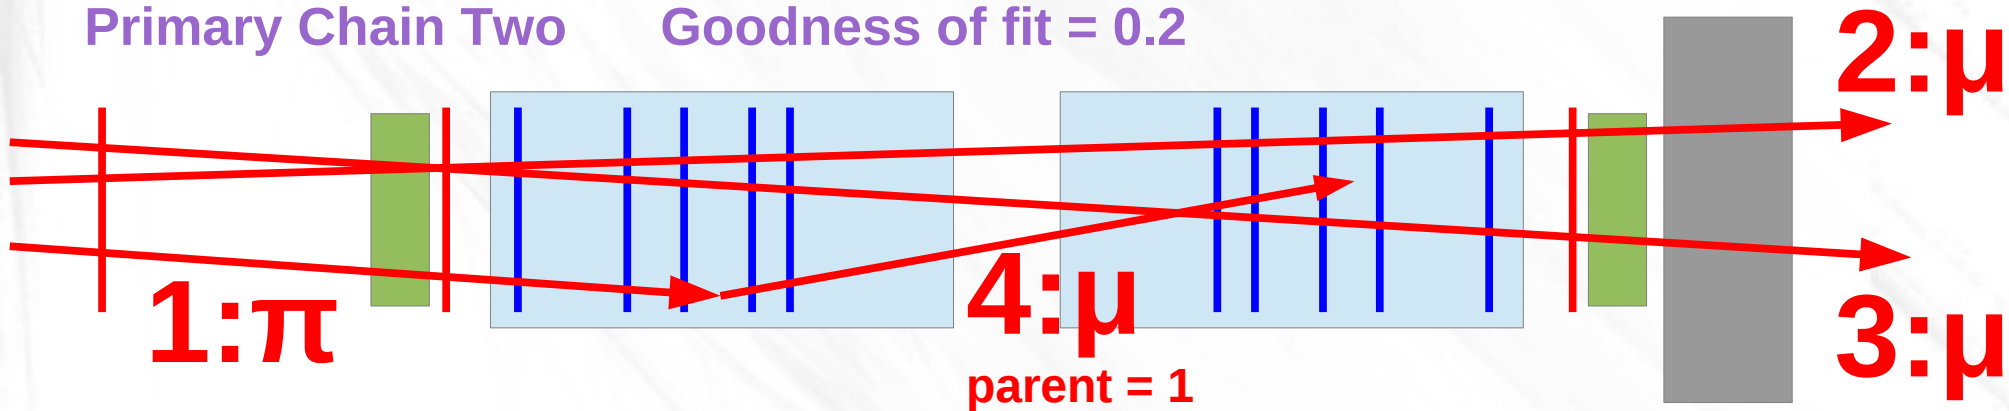 Primary Chain Two Goodness of fit = 0.2
2:μ
1:π
4:μ
parent = 1
3:μ